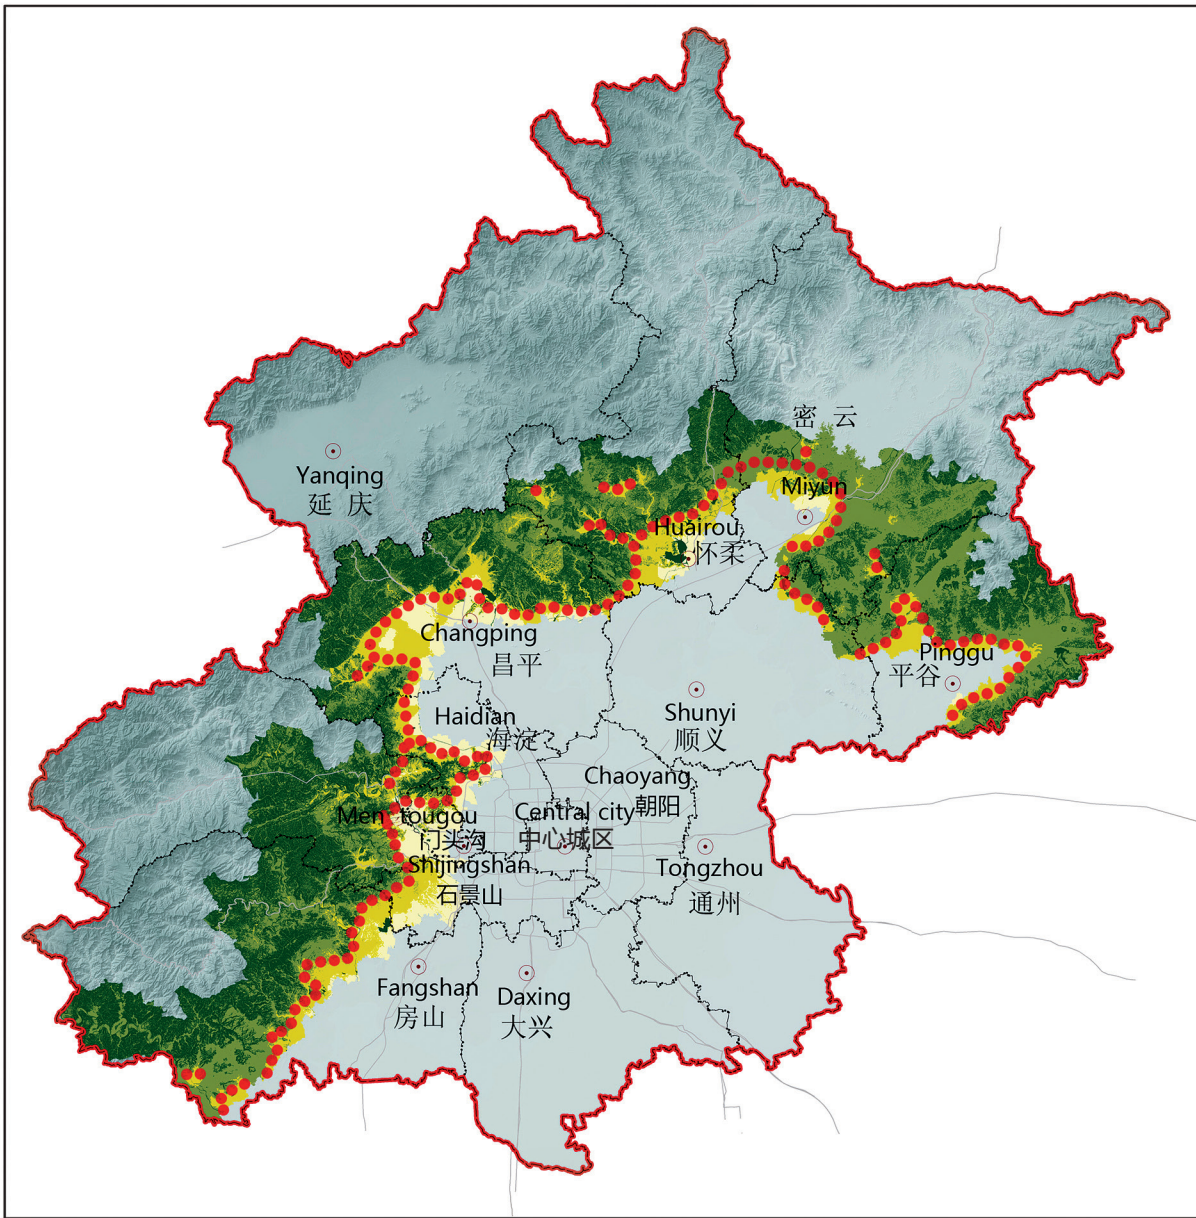 密 云
Yanqing
延 庆
Miyun
Huairou
怀柔
Changping
昌平
Pinggu
平谷
Haidian
海淀
Shunyi
顺义
Chaoyang
朝阳
Men tougou
门头沟
Central city
中心城区
Shijingshan
石景山
Tongzhou
通州
Fangshan
房山
Daxing
大兴